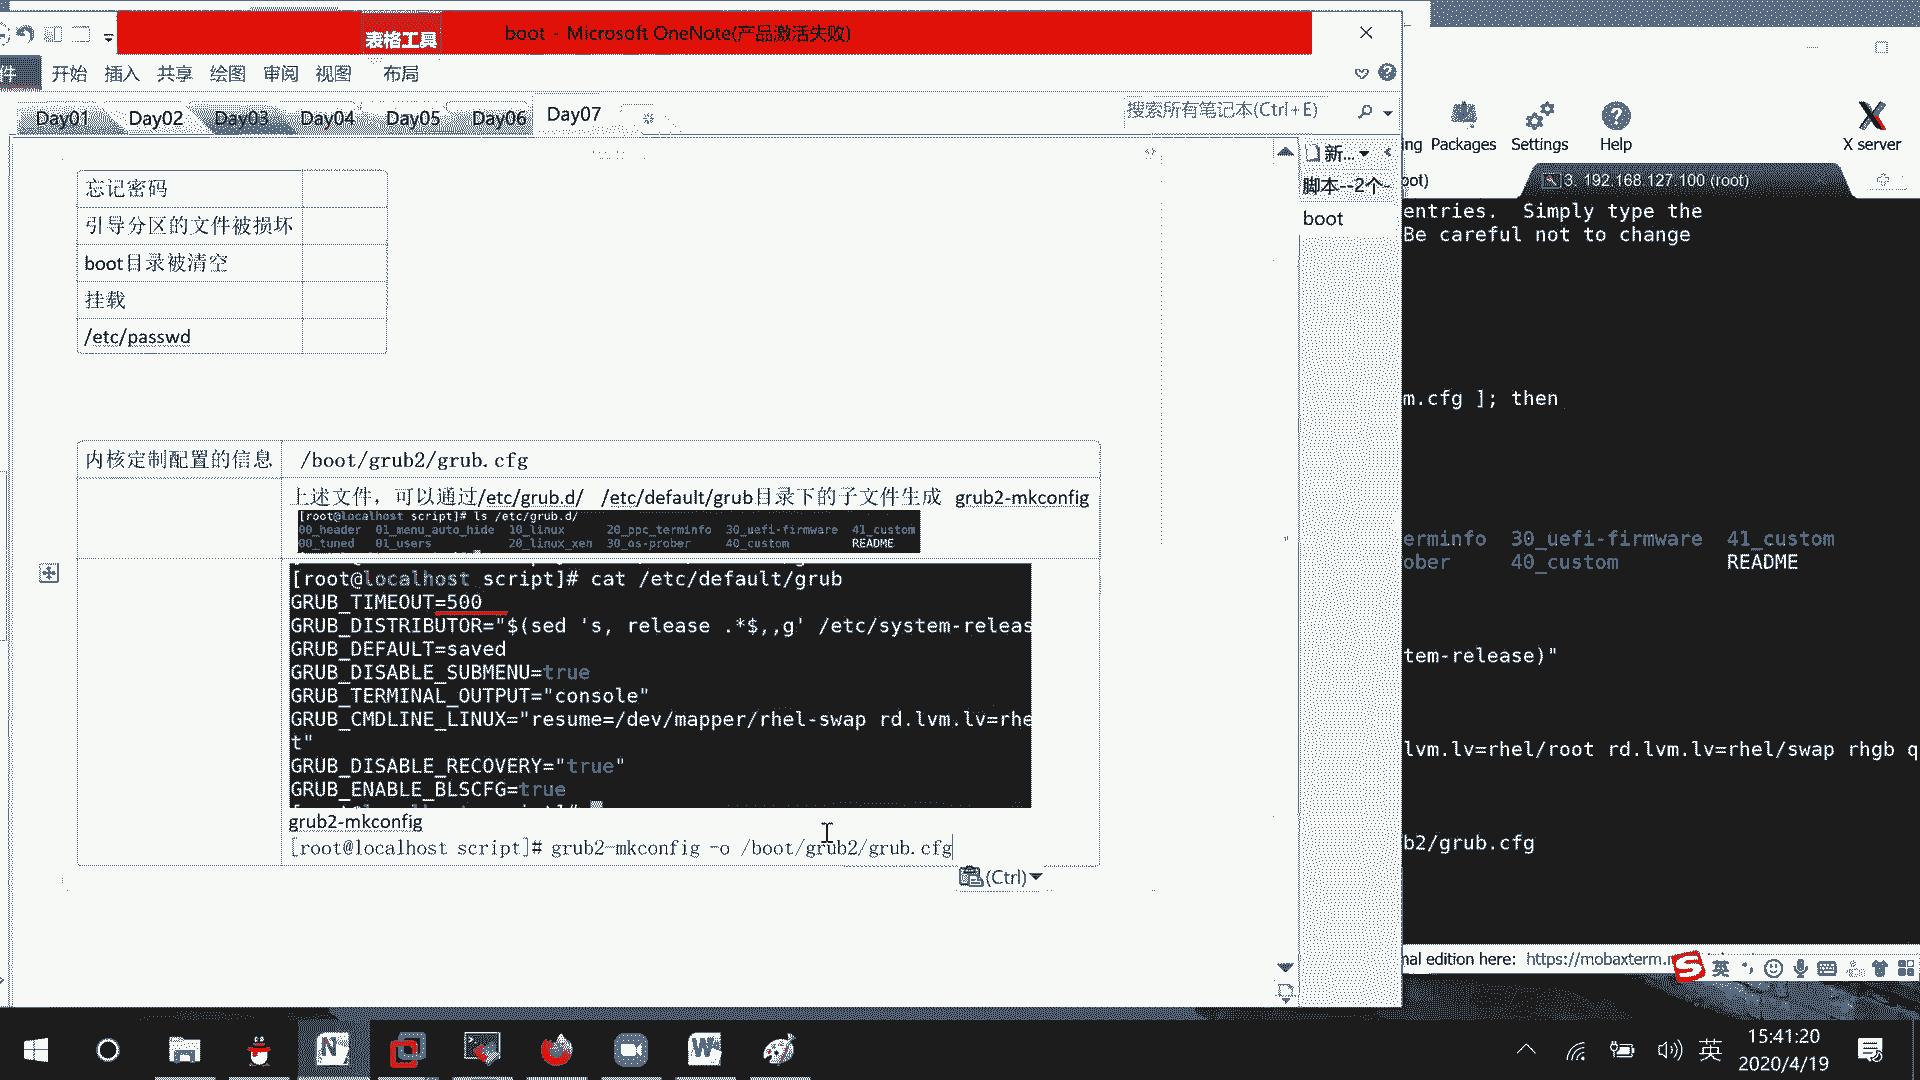 表格工具
boot - Microsoft OneNote(产品激活失败)
件 开始 插入 共享 绘图 审阅 视图 布局
Day01 Day02 Day03 Day04 Day05 Day06 Day07
搜索所有笔记本(Ctrl+E)
新...
脚本--2个-
boot
忘记密码
引导分区的文件被损坏
boot目录被清空
挂载
/etc/passwd
内核定制配置的信息 /boot/grub2/grub.cfg
上述文件，可以通过/etc/grub.d/ /etc/default/grub目录下的子文件生成 grub2-mkconfig
[root@localhost script]# ls /etc/grub.d/
00_header 01_menu_auto_hide 10_linux 20_ppc_terminfo 30_uefi-firmware 41_custom
00_tuned 01_users 20_linux_xen 30_os-prober 40_custom README
[root@localhost script]# cat /etc/default/grub
GRUB_TIMEOUT=500
GRUB_DISTRIBUTOR="$(sed 's, release .*$,,g' /etc/system-releas
GRUB_DEFAULT=saved
GRUB_DISABLE_SUBMENU=true
GRUB_TERMINAL_OUTPUT="console"
GRUB_CMDLINE_LINUX="resume=/dev/mapper/rhel-swap rd.lvm.lv=rhe
t"
GRUB_DISABLE_RECOVERY="true"
GRUB_ENABLE_BLSCFG=true
grub2-mkconfig
[root@localhost script]# grub2-mkconfig -o /boot/grub2/grub.cfg
(Ctrl)
ng Packages Settings Help X server
oot) 3. 192.168.127.100 (root)
entries. Simply type the
Be careful not to change
m.cfg ]; then
erminfo 30_uefi-firmware 41_custom
ober 40_custom README
tem-release)"
lvm.lv=rhel/root rd.lvm.lv=rhel/swap rhgb q
b2/grub.cfg
nal edition here: https://mobaxterm.
英
英
15:41:20
2020/4/19